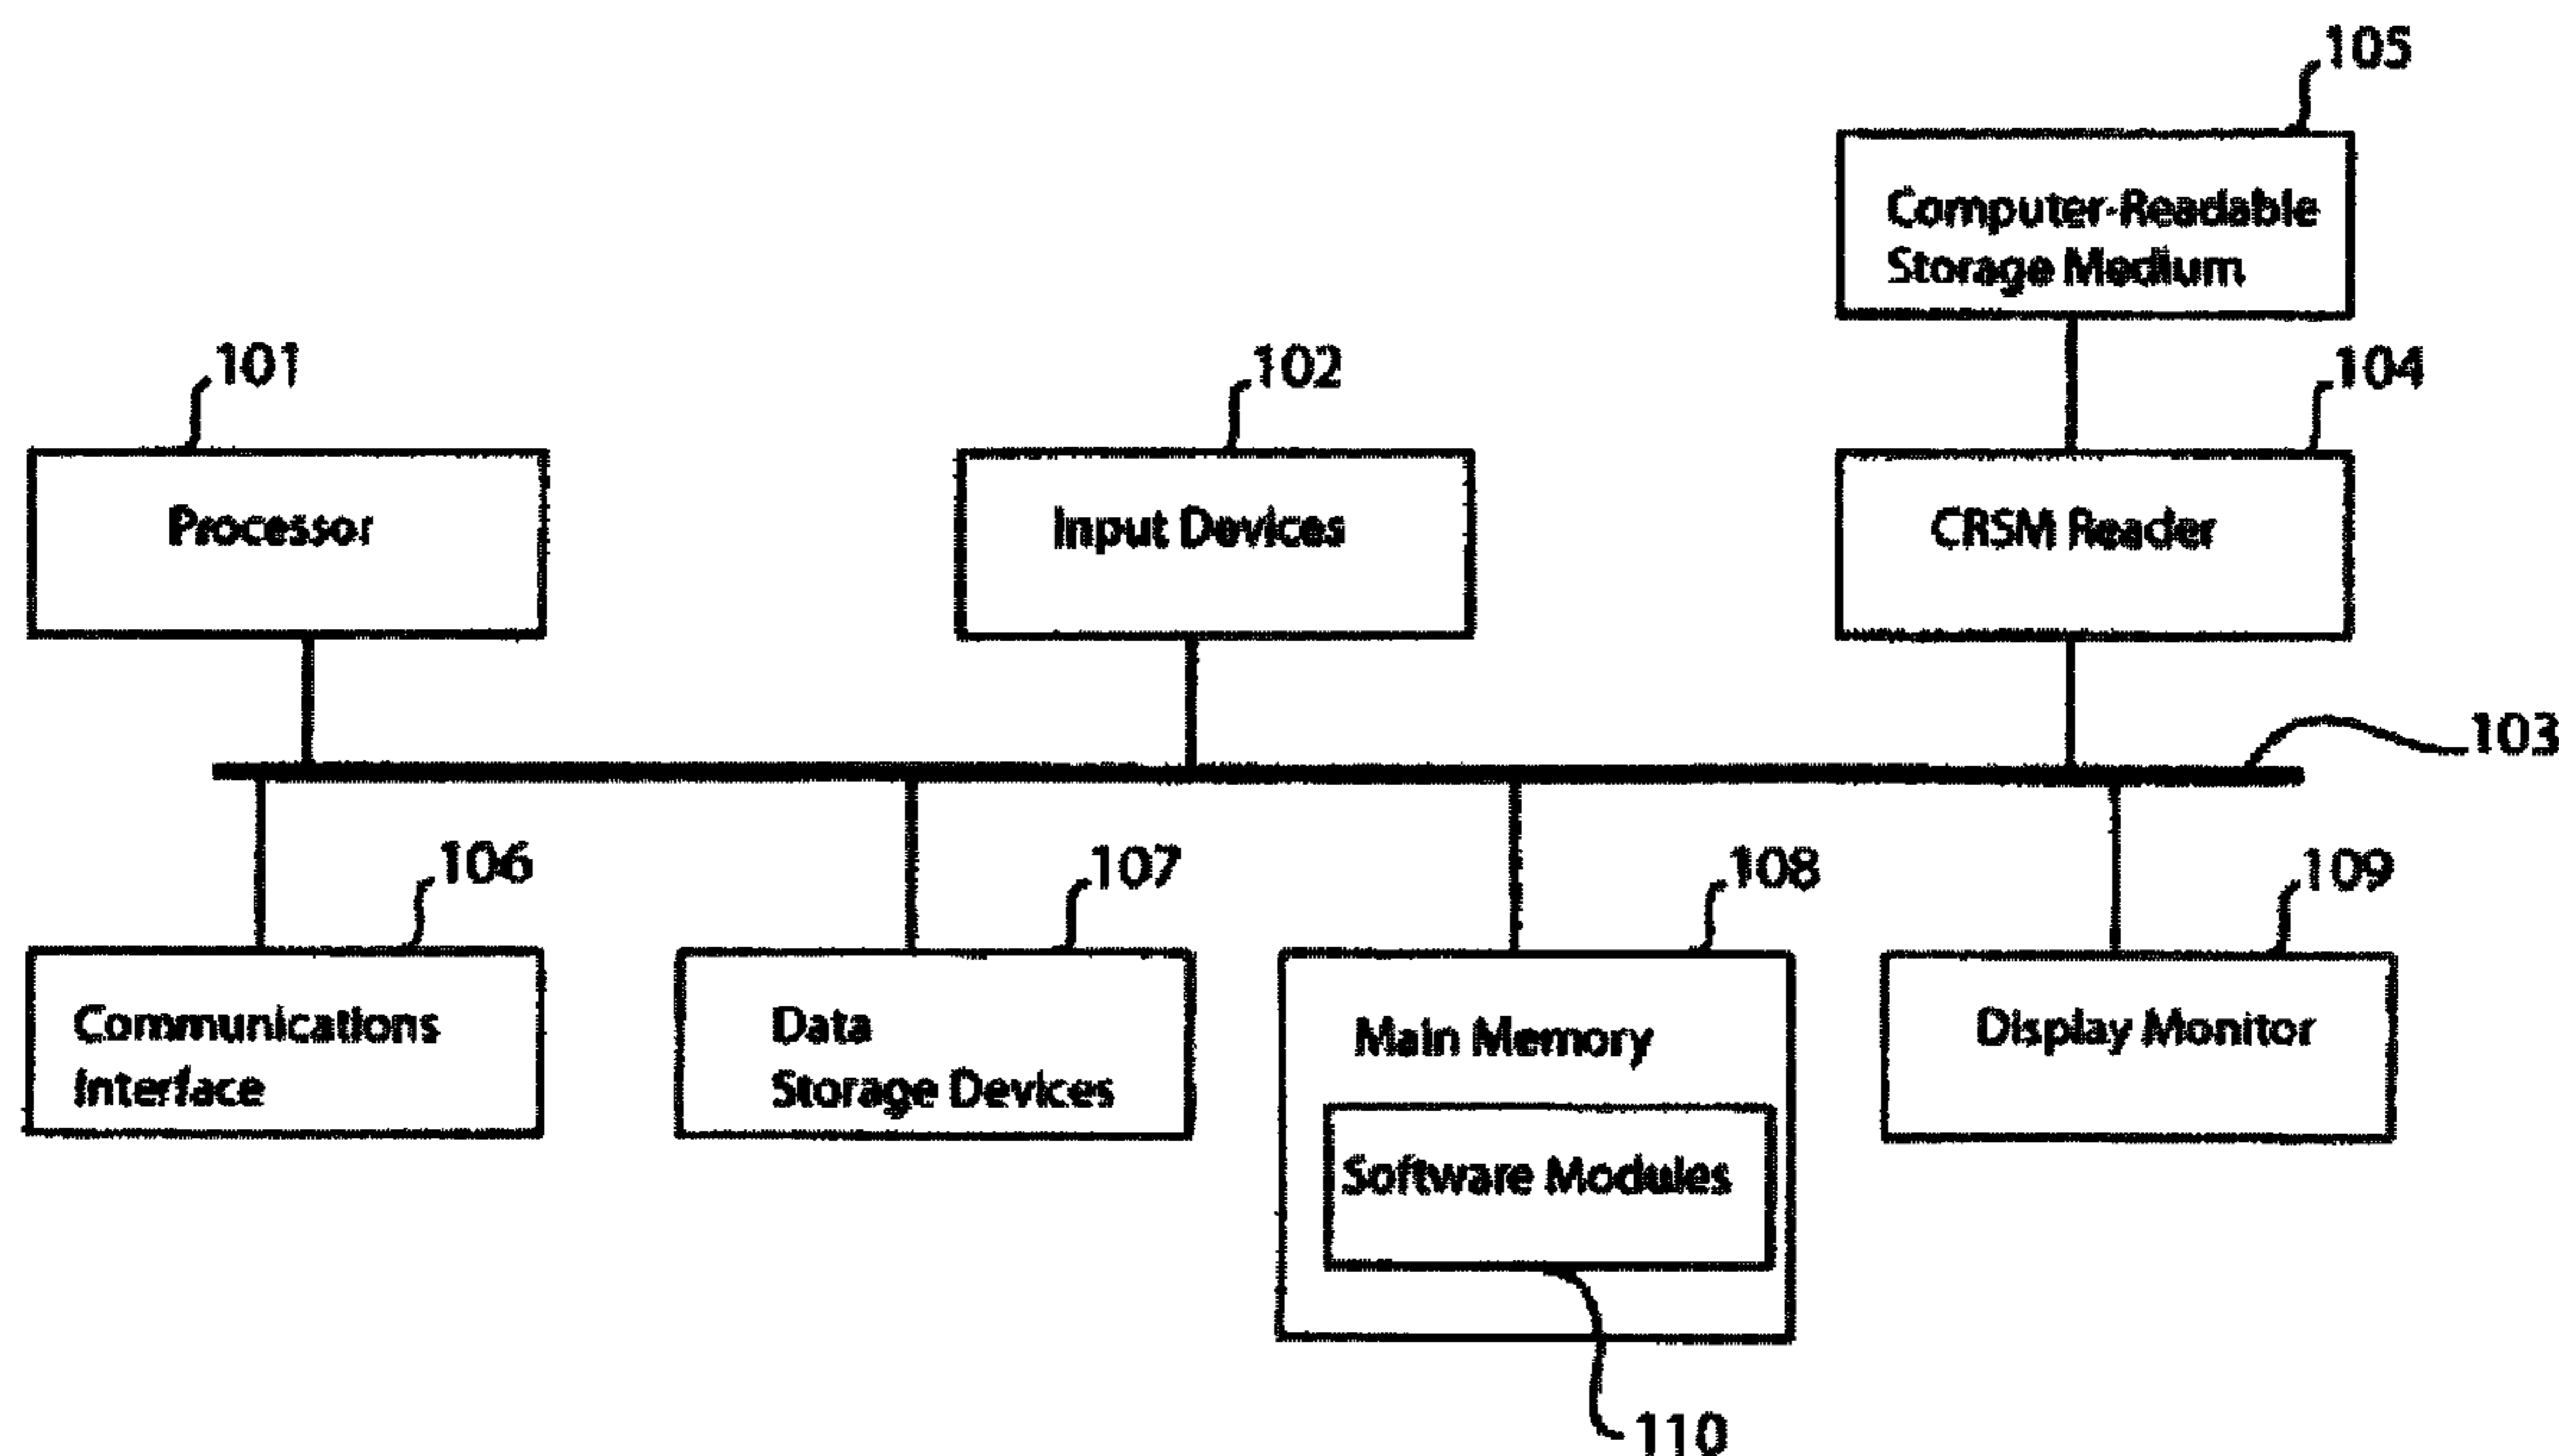 105
Computer-Readable
Storage Medium
101
102
104
Processor
Input Devices
CRSM Reader
103
106
107
108
109
Communications
Interface
Data
Storage Devices
Main Memory
Display Monitor
Software Modules
110